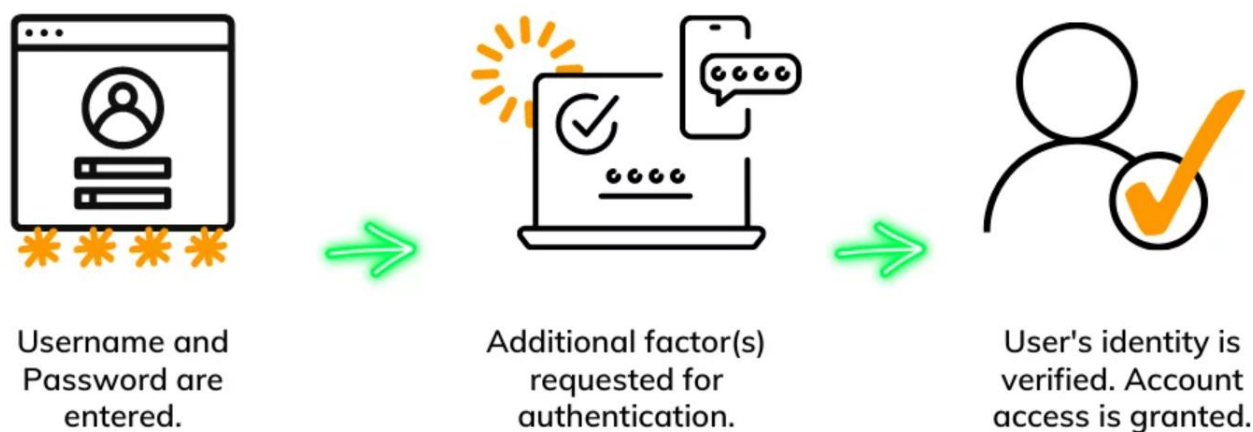 Username and
Password are
entered.
Additional factor(s)
requested for
authentication.
User's identity is
verified. Account
access is granted.